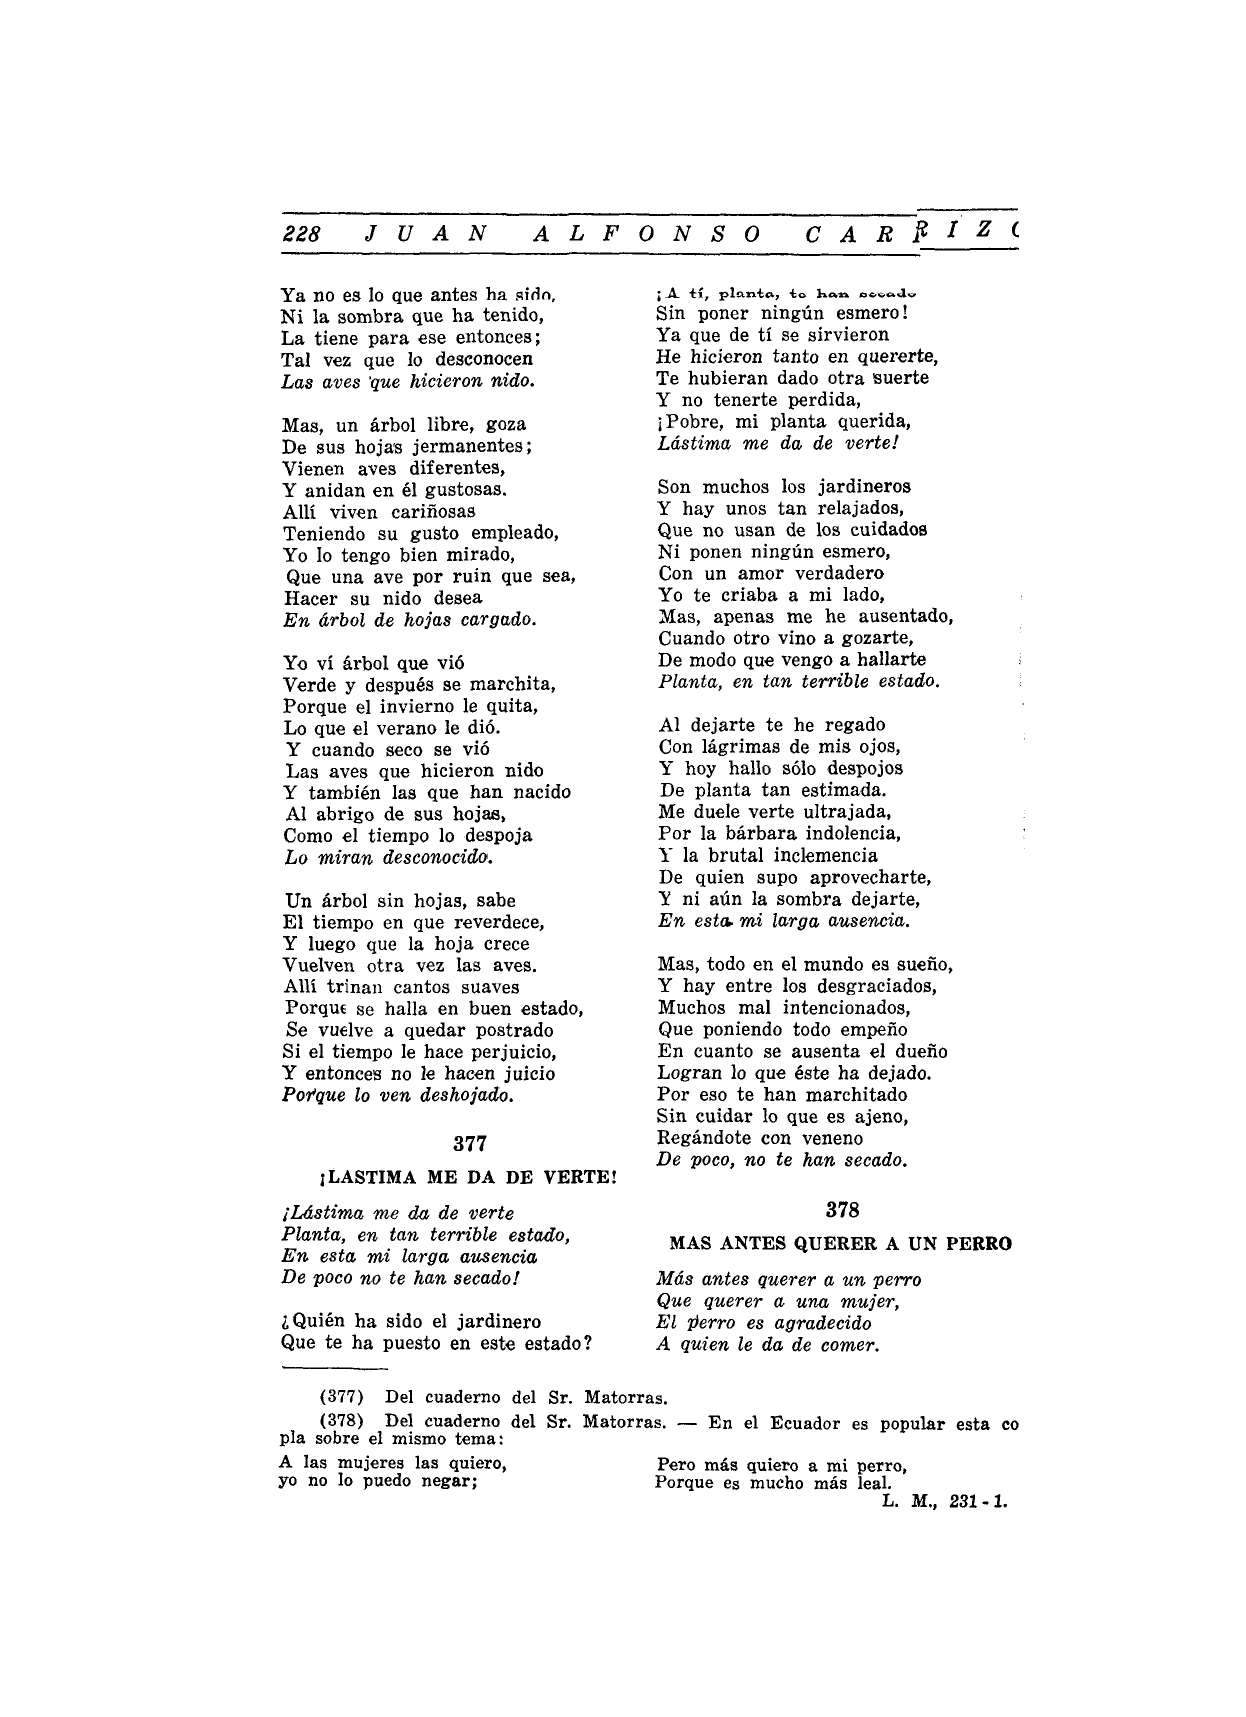 228 JUAN ALFONSO CARRIZO
Ya no es lo que antes ha sido,
Ni la sombra que ha tenido,
La tiene para ese entonces;
Tal vez que lo desconocen
Las aves que hicieron nido.
Mas, un árbol libre, goza
De sus hojas jermanentes;
Vienen aves diferentes,
Y anidan en él gustosas.
Allí viven cariñosas
Teniendo su gusto empleado,
Yo lo tengo bien mirado,
Que una ave por ruin que sea,
Hacer su nido desea
En árbol de hojas cargado.
Yo ví árbol que vió
Verde y después se marchita,
Porque el invierno le quita,
Lo que el verano le dió.
Y cuando seco se vió
Las aves que hicieron nido
Y también las que han nacido
Al abrigo de sus hojas,
Como el tiempo lo despoja
Lo miran desconocido.
Un árbol sin hojas, sabe
El tiempo en que reverdece,
Y luego que la hoja crece
Vuelven otra vez las aves.
Allí trinan cantos suaves
Porque se halla en buen estado,
Se vuelve a quedar postrado
Si el tiempo le hace perjuicio,
Y entonces no le hacen juicio
Porque lo ven deshojado.
377
¡LASTIMA ME DA DE VERTE!
¡Lástima me da de verte
Planta, en tan terrible estado,
En esta mi larga ausencia
De poco no te han secado!
¿Quién ha sido el jardinero
Que te ha puesto en este estado?
¡A tí, planta, te han secado
Sin poner ningún esmero!
Ya que de tí se sirvieron
He hicieron tanto en quererte,
Te hubieran dado otra suerte
Y no tenerte perdida,
¡Pobre, mi planta querida,
Lástima me da de verte!
Son muchos los jardineros
Y hay unos tan relajados,
Que no usan de los cuidados
Ni ponen ningún esmero,
Con un amor verdadero
Yo te criaba a mi lado,
Mas, apenas me he ausentado,
Cuando otro vino a gozarte,
De modo que vengo a hallarte
Planta, en tan terrible estado.
Al dejarte te he regado
Con lágrimas de mis ojos,
Y hoy hallo sólo despojos
De planta tan estimada.
Me duele verte ultrajada,
Por la bárbara indolencia,
Y la brutal inclemencia
De quien supo aprovecharte,
Y ni aún la sombra dejarte,
En esta mi larga ausencia.
Mas, todo en el mundo es sueño,
Y hay entre los desgraciados,
Muchos mal intencionados,
Que poniendo todo empeño
En cuanto se ausenta el dueño
Logran lo que éste ha dejado.
Por eso te han marchitado
Sin cuidar lo que es ajeno,
Regándote con veneno
De poco, no te han secado.
378
MAS ANTES QUERER A UN PERRO
Más antes querer a un perro
Que querer a una mujer,
El perro es agradecido
A quien le da de comer.
(377) Del cuaderno del Sr. Matorras.
(378) Del cuaderno del Sr. Matorras. — En el Ecuador es popular esta co
pla sobre el mismo tema:
A las mujeres las quiero,
yo no lo puedo negar;
Pero más quiero a mi perro,
Porque es mucho más leal.
L. M., 231-1.